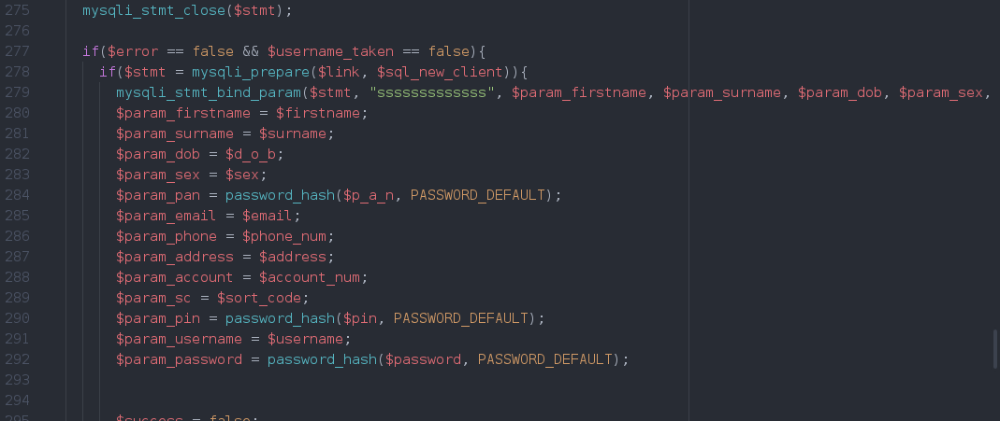 275 mysqli_stmt_close($stmt);
276
277 if($error == false && $username_taken == false){
278 if($stmt = mysqli_prepare($link, $sql_new_client)){
279 mysqli_stmt_bind_param($stmt, "sssssssssssss", $param_firstname, $param_surname, $param_dob, $param_sex,
280 $param_firstname = $firstname;
281 $param_surname = $surname;
282 $param_dob = $d_o_b;
283 $param_sex = $sex;
284 $param_pan = password_hash($p_a_n, PASSWORD_DEFAULT);
285 $param_email = $email;
286 $param_phone = $phone_num;
287 $param_address = $address;
288 $param_account = $account_num;
289 $param_sc = $sort_code;
290 $param_pin = password_hash($pin, PASSWORD_DEFAULT);
291 $param_username = $username;
292 $param_password = password_hash($password, PASSWORD_DEFAULT);
293
294
295 $success = false;